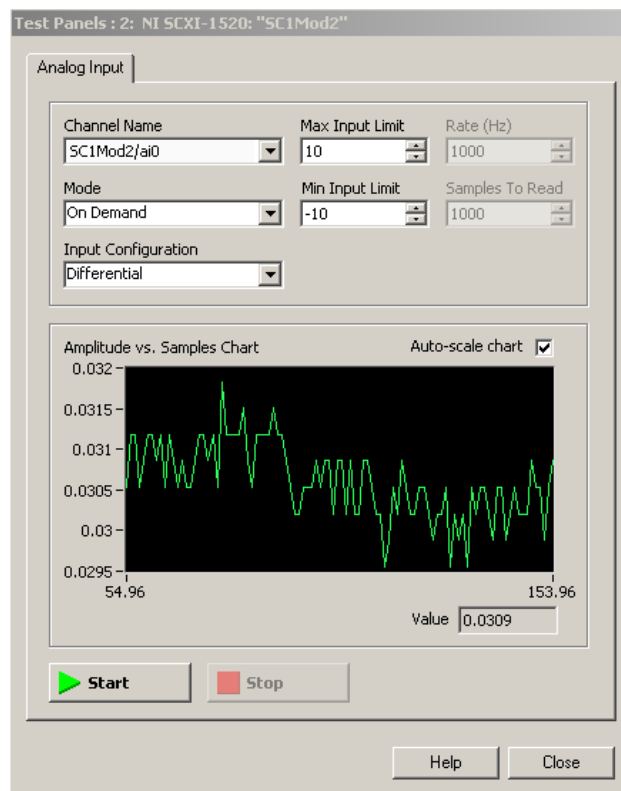 Test Panels : 2: NI SCXI-1520: "SC1Mod2"
Analog Input
Channel Name Max Input Limit Rate (Hz)
SC1Mod2/ai0 10 1000
Mode Min Input Limit Samples To Read
On Demand -10 1000
Input Configuration
Differential
Amplitude vs. Samples Chart Auto-scale chart
0.032
0.0315
0.031
0.0305
0.03
0.0295
54.96 153.96
Value 0.0309
Start Stop
Help Close